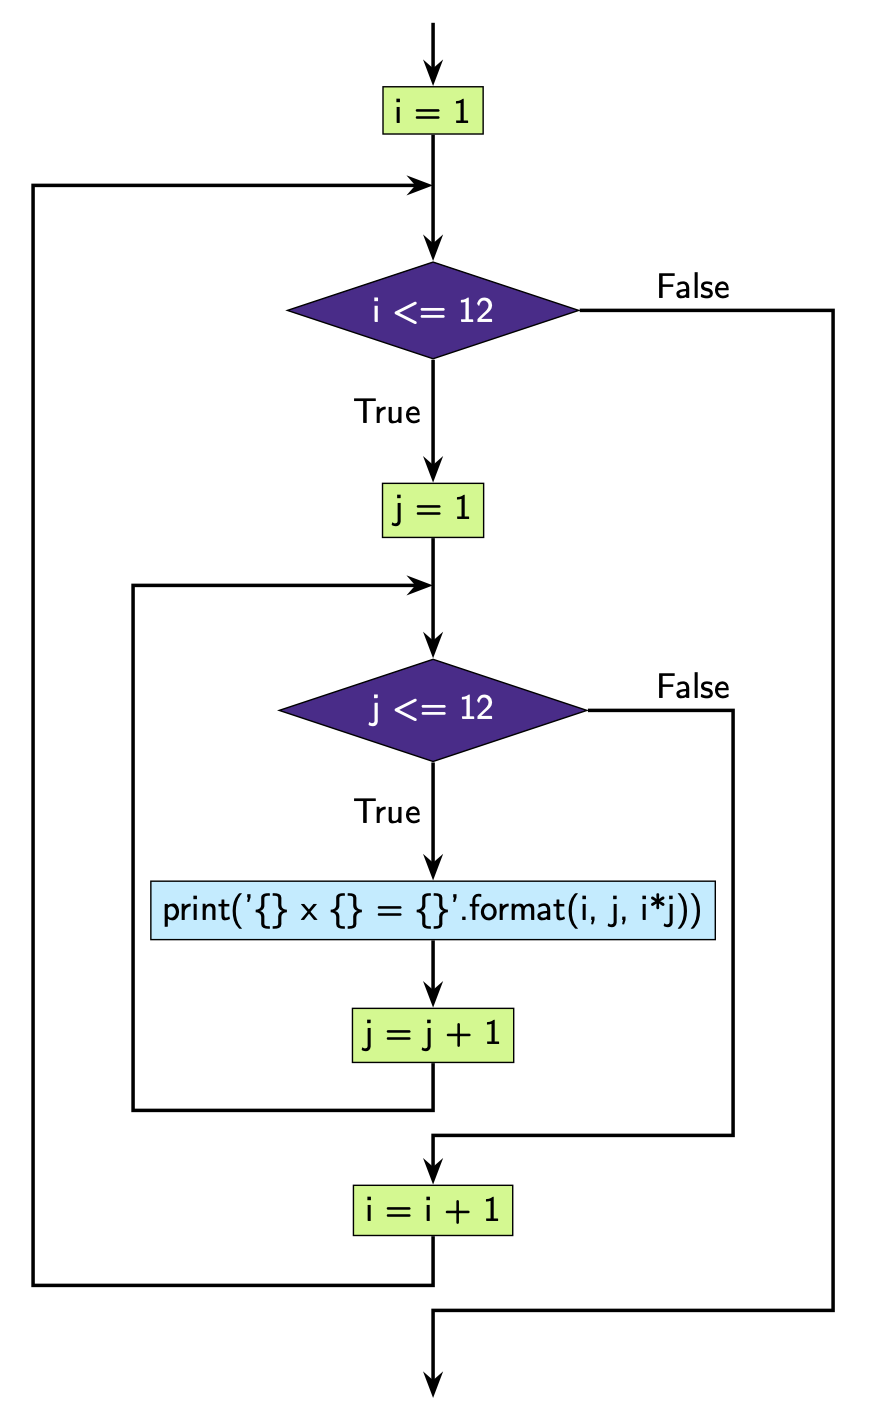 i = 1
i <= 12
False
True
j = 1
j <= 12
False
True
print('{} x {} = {}'.format(i, j, i*j))
j = j + 1
i = i + 1